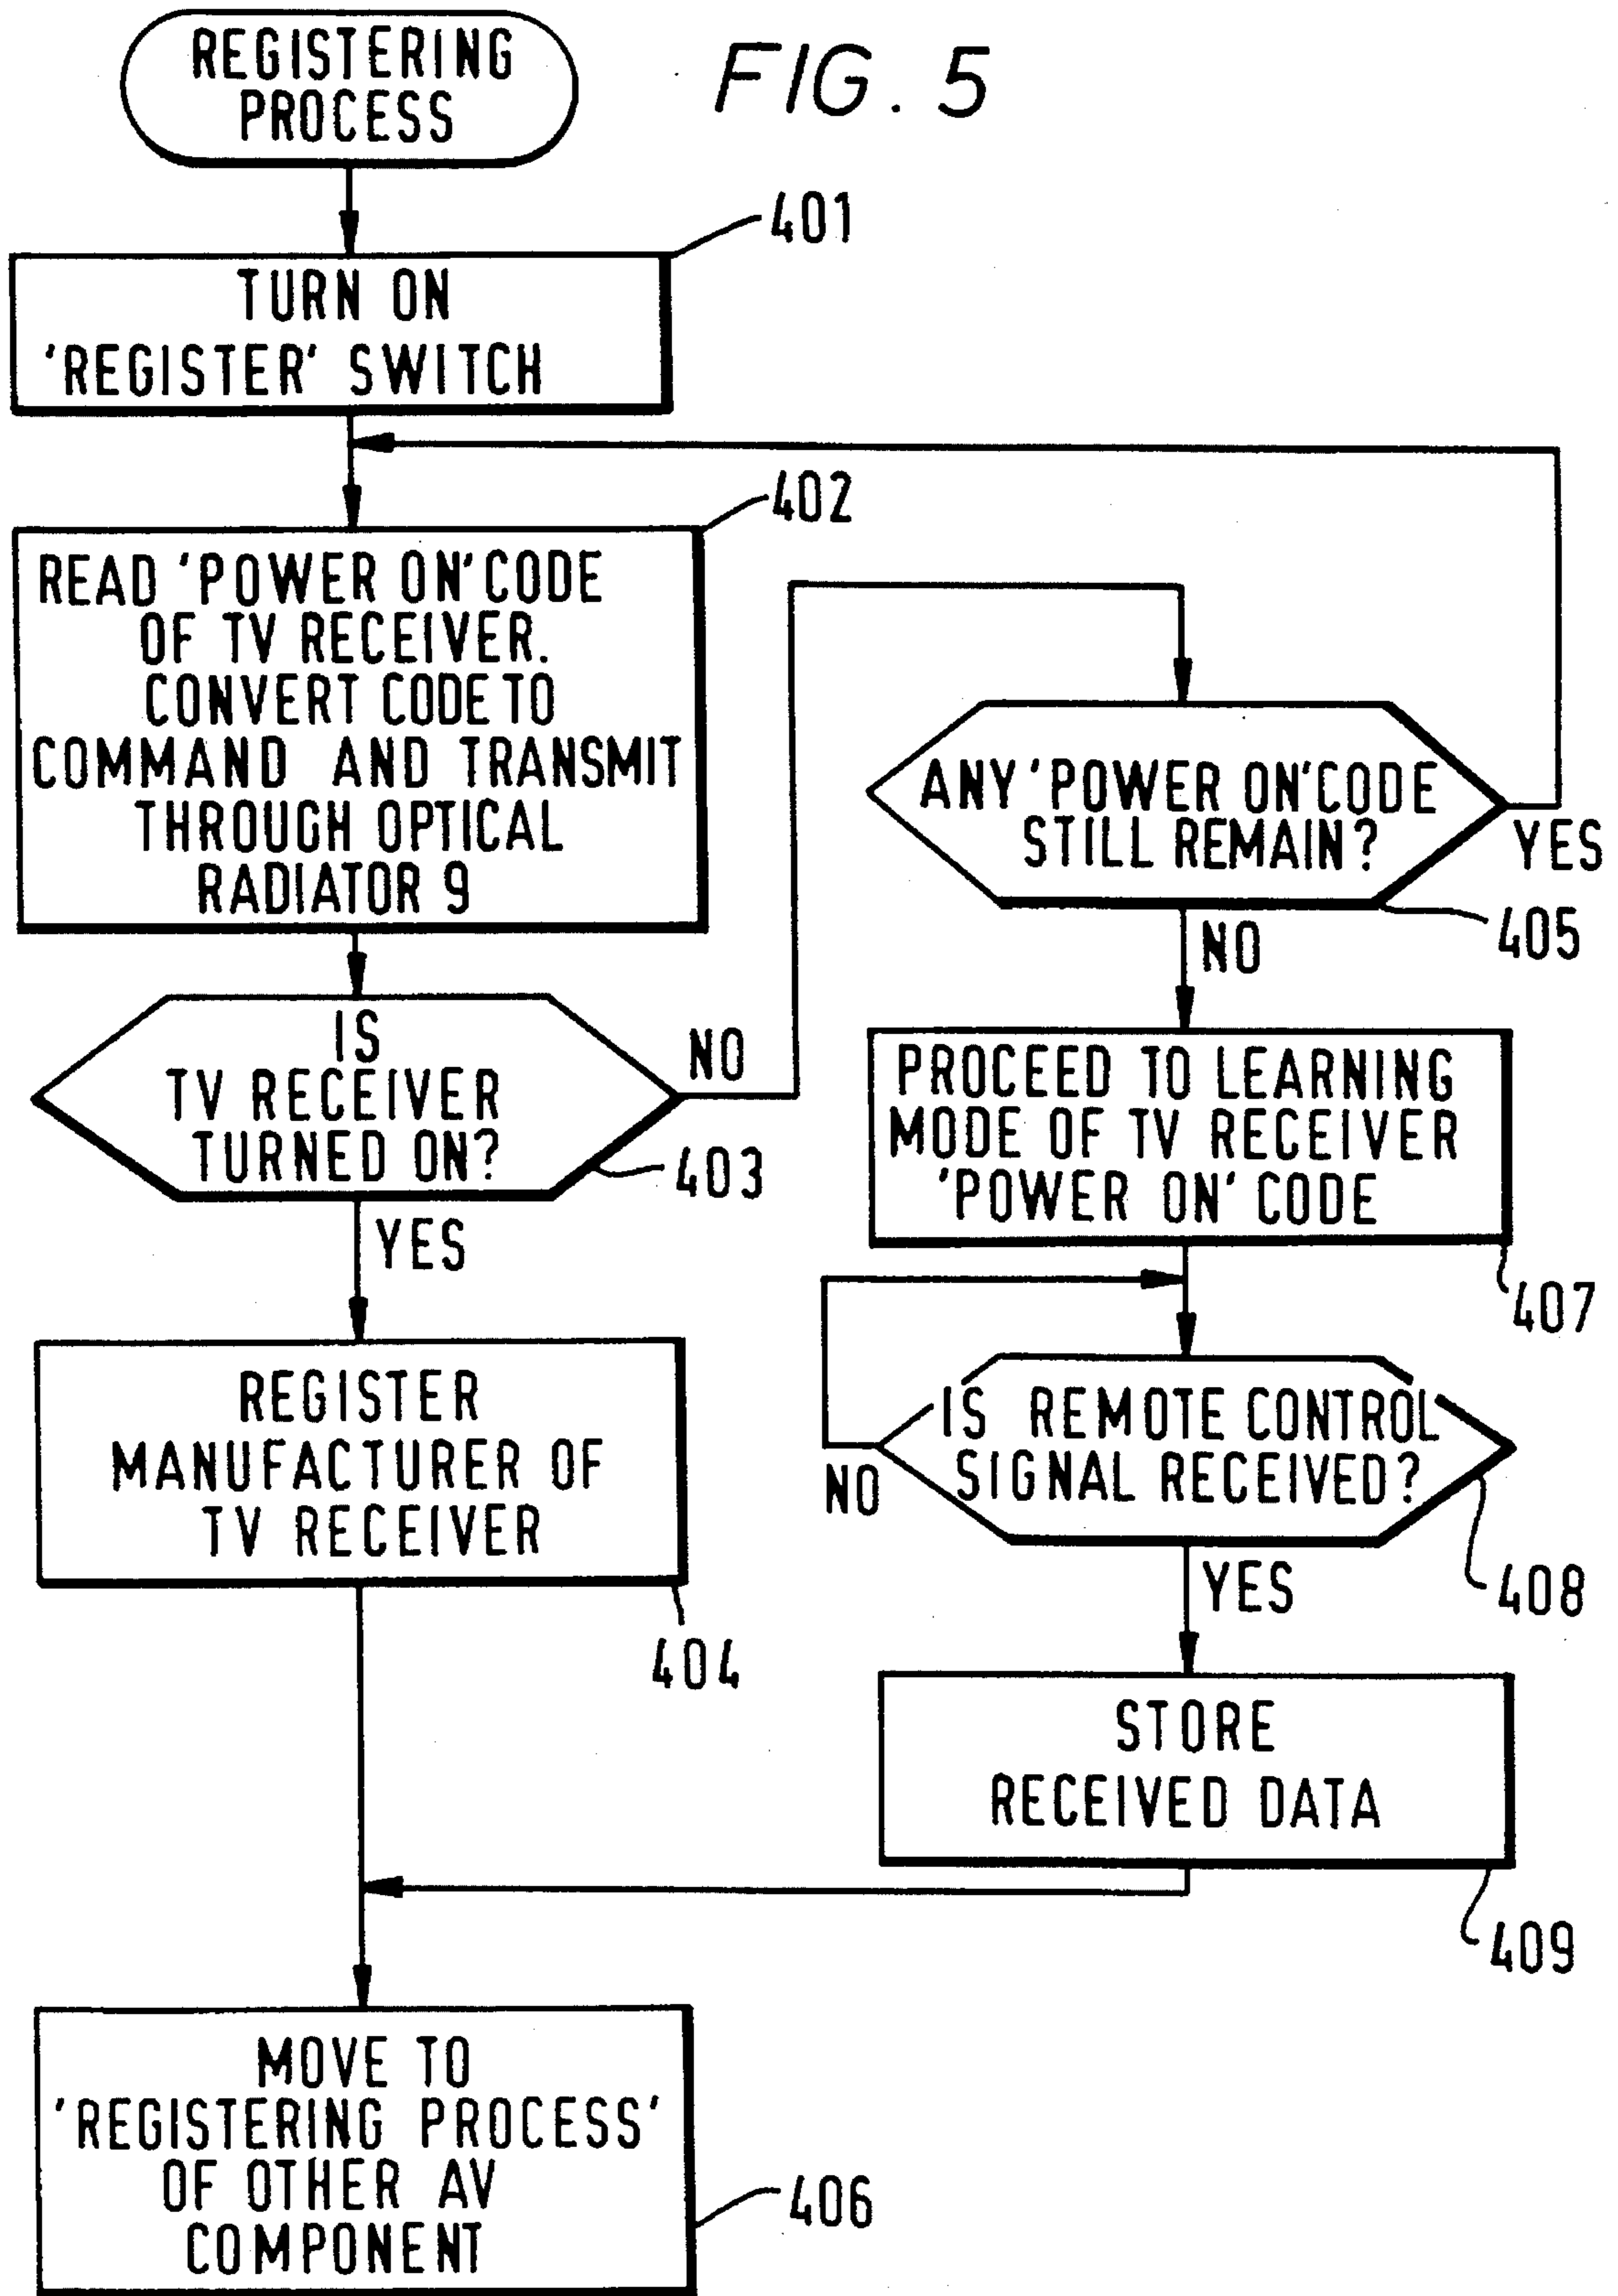 REGISTERING
PROCESS
FIG. 5
401
TURN ON
'REGISTER' SWITCH
402
READ 'POWER ON' CODE
OF TV RECEIVER.
CONVERT CODE TO
COMMAND AND TRANSMIT
THROUGH OPTICAL
RADIATOR 9
IS
TV RECEIVER
TURNED ON?
NO
403
YES
REGISTER
MANUFACTURER OF
TV RECEIVER
404
ANY 'POWER ON' CODE
STILL REMAIN?
YES
405
NO
PROCEED TO LEARNING
MODE OF TV RECEIVER
'POWER ON' CODE
407
IS REMOTE CONTROL
SIGNAL RECEIVED?
NO
408
YES
STORE
RECEIVED DATA
409
MOVE TO
'REGISTERING PROCESS'
OF OTHER AV
COMPONENT
406